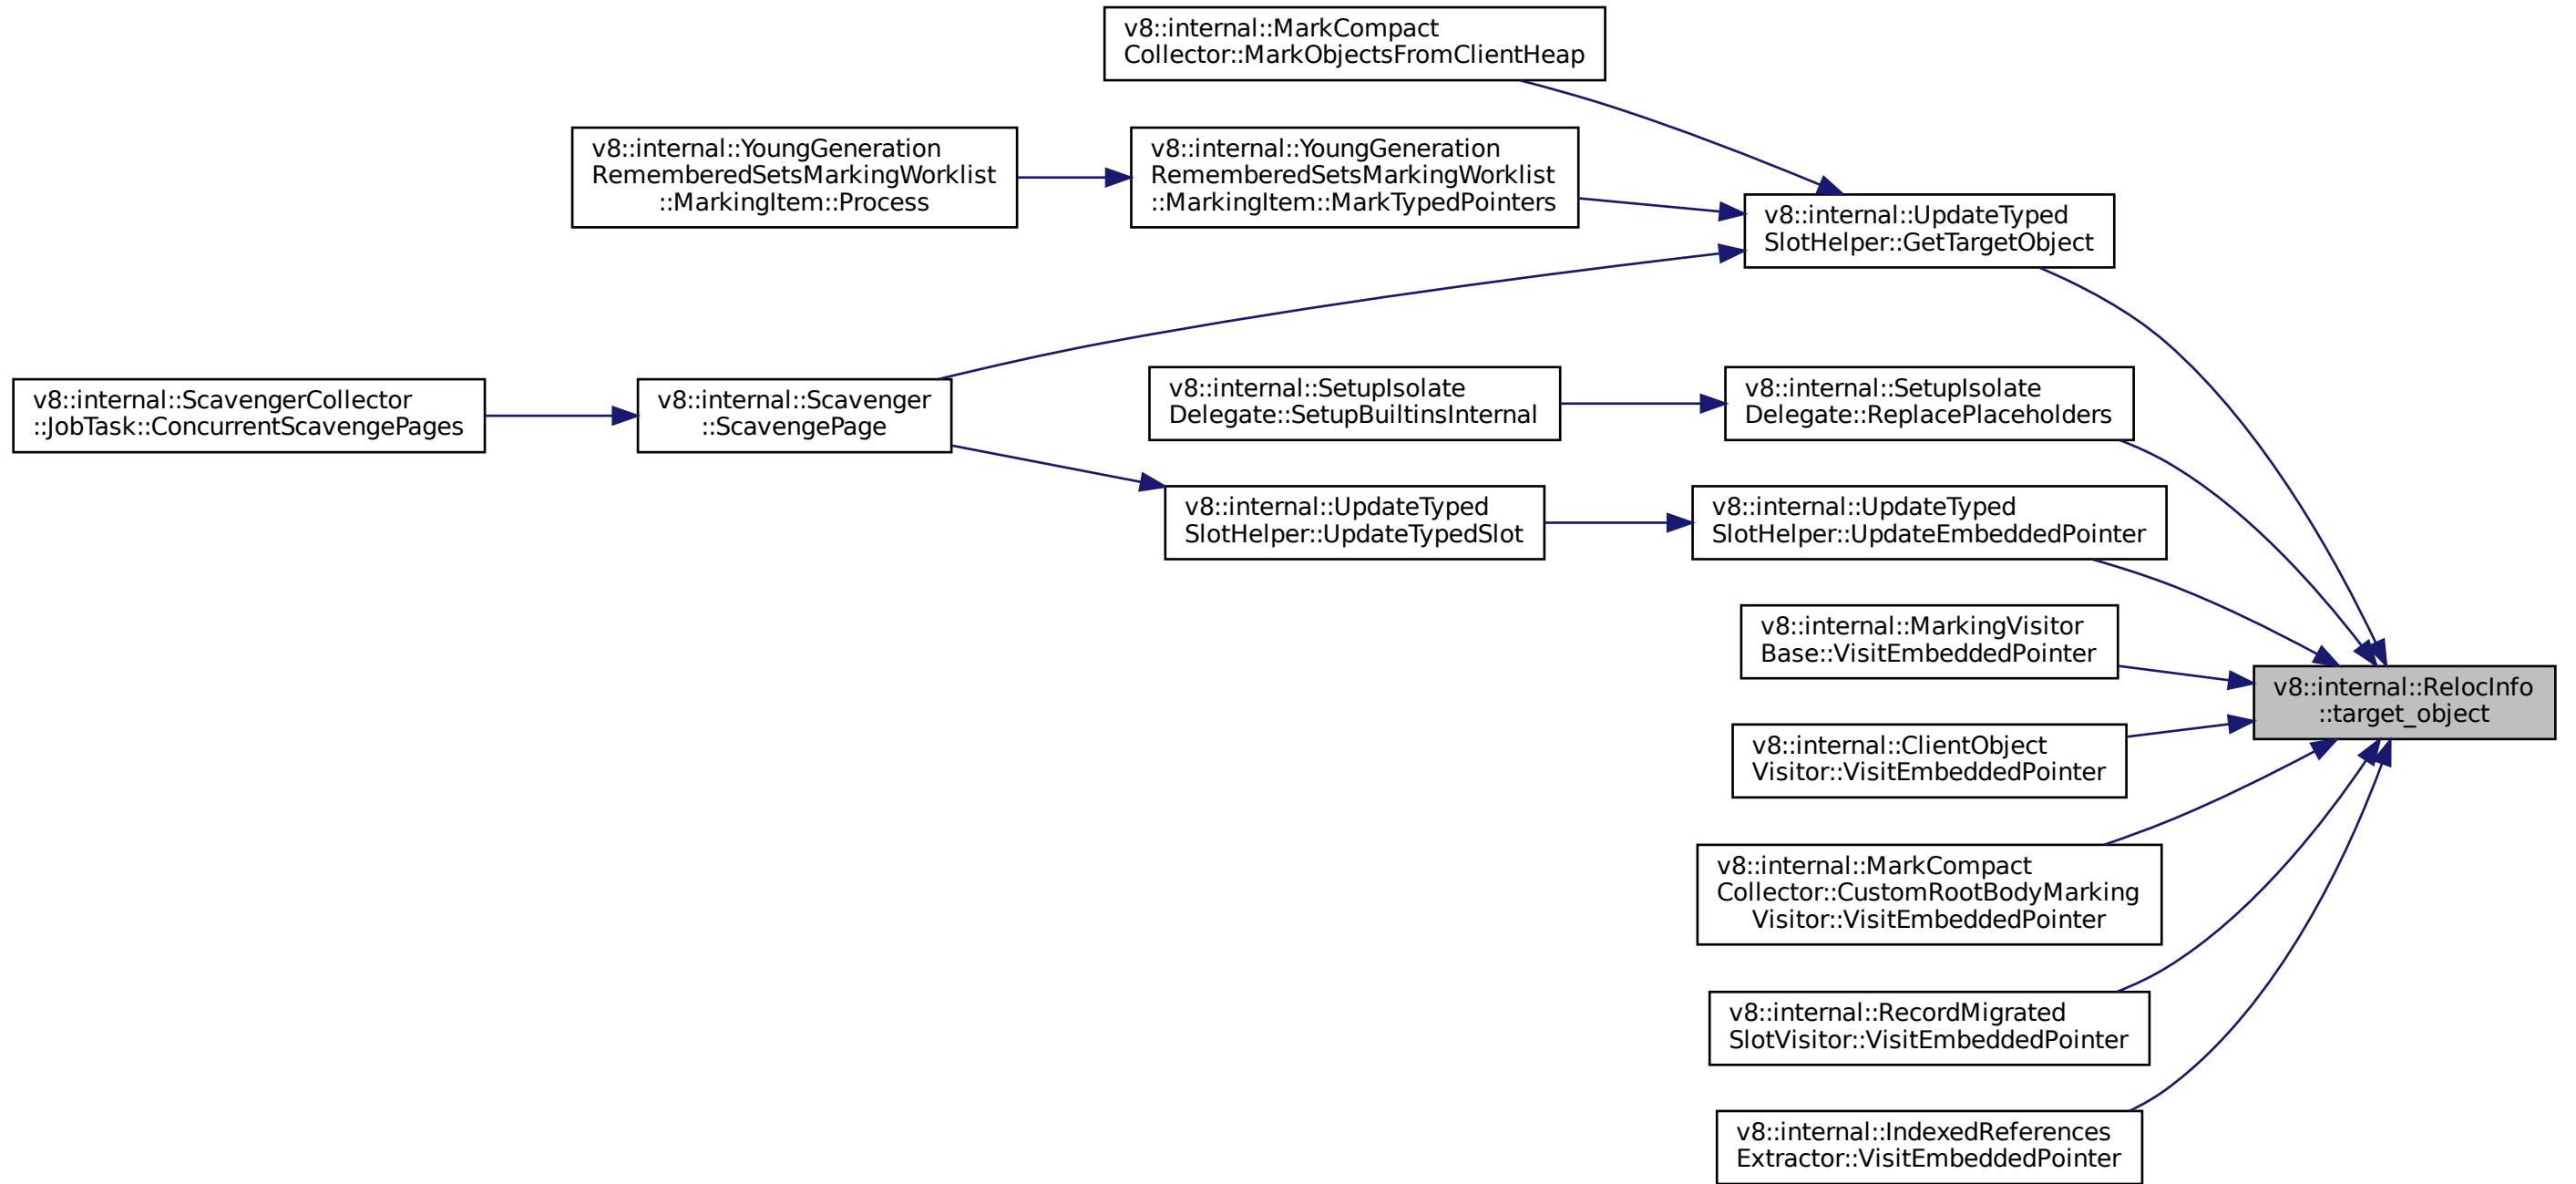 v8::internal::MarkCompact
Collector::MarkObjectsFromClientHeap
v8::internal::YoungGeneration
RememberedSetsMarkingWorklist
::MarkingItem::Process
v8::internal::YoungGeneration
RememberedSetsMarkingWorklist
::MarkingItem::MarkTypedPointers
v8::internal::UpdateTyped
SlotHelper::GetTargetObject
v8::internal::ScavengerCollector
::JobTask::ConcurrentScavengePages
v8::internal::Scavenger
::ScavengePage
v8::internal::SetupIsolate
Delegate::SetupBuiltinsInternal
v8::internal::SetupIsolate
Delegate::ReplacePlaceholders
v8::internal::UpdateTyped
SlotHelper::UpdateTypedSlot
v8::internal::UpdateTyped
SlotHelper::UpdateEmbeddedPointer
v8::internal::MarkingVisitor
Base::VisitEmbeddedPointer
v8::internal::RelocInfo
::target_object
v8::internal::ClientObject
Visitor::VisitEmbeddedPointer
v8::internal::MarkCompact
Collector::CustomRootBodyMarking
Visitor::VisitEmbeddedPointer
v8::internal::RecordMigrated
SlotVisitor::VisitEmbeddedPointer
v8::internal::IndexedReferences
Extractor::VisitEmbeddedPointer